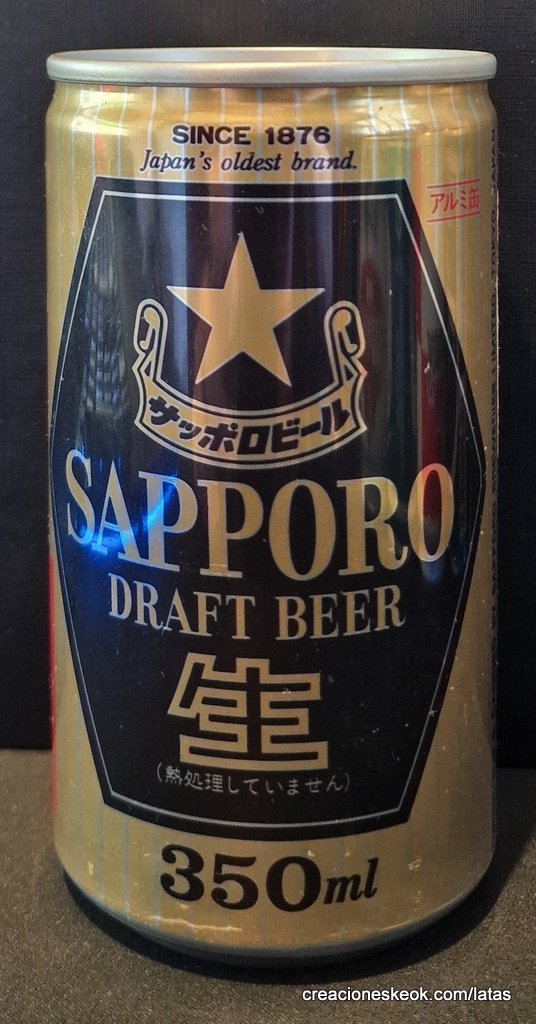 SINCE 1876
Japan's oldest brand.
アルミ缶
サッポロビール
SAPPORO
DRAFT BEER
生
(熱処理していません)
350ml
creacioneskeok.com/latas